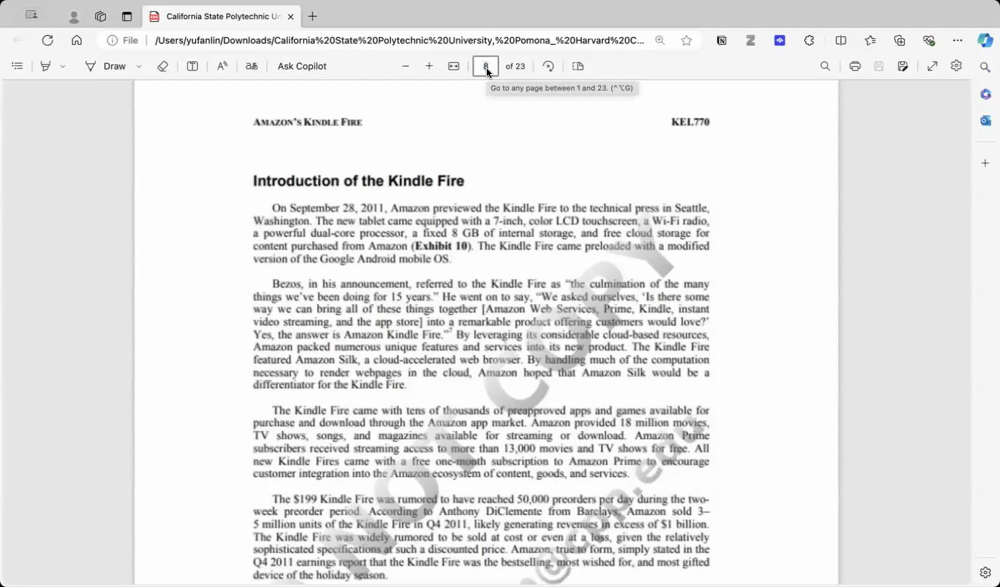 California State Polytechnic Un
File
/Users/yufanlin/Downloads/California%20State%20Polytechnic%20University,%20Pomona_%20Harvard%20C...
Draw
Ask Copilot
8
of 23
Go to any page between 1 and 23. (^⌥G)
AMAZON'S KINDLE FIRE
KEL770
Introduction of the Kindle Fire
On September 28, 2011, Amazon previewed the Kindle Fire to the technical press in Seattle,
Washington. The new tablet came equipped with a 7-inch, color LCD touchscreen, a Wi-Fi radio,
a powerful dual-core processor, a fixed 8 GB of internal storage, and free cloud storage for
content purchased from Amazon (Exhibit 10). The Kindle Fire came preloaded with a modified
version of the Google Android mobile OS.
Bezos, in his announcement, referred to the Kindle Fire as “the culmination of the many
things we’ve been doing for 15 years.” He went on to say, “We asked ourselves, ‘Is there some
way we can bring all of these things together [Amazon Web Services, Prime, Kindle, instant
video streaming, and the app store] into a remarkable product offering customers would love?’
Yes, the answer is Amazon Kindle Fire.”7 By leveraging its considerable cloud-based resources,
Amazon packed numerous unique features and services into its new product. The Kindle Fire
featured Amazon Silk, a cloud-accelerated web browser. By handling much of the computation
necessary to render webpages in the cloud, Amazon hoped that Amazon Silk would be a
differentiator for the Kindle Fire.
The Kindle Fire came with tens of thousands of preapproved apps and games available for
purchase and download through the Amazon app market. Amazon provided 18 million movies,
TV shows, songs, and magazines available for streaming or download. Amazon Prime
subscribers received streaming access to more than 13,000 movies and TV shows for free. All
new Kindle Fires came with a free one-month subscription to Amazon Prime to encourage
customer integration into the Amazon ecosystem of content, goods, and services.
The $199 Kindle Fire was rumored to have reached 50,000 preorders per day during the two-
week preorder period. According to Anthony DiClemente from Barclays, Amazon sold 3–
5 million units of the Kindle Fire in Q4 2011, likely generating revenues in excess of $1 billion.
The Kindle Fire was widely rumored to be sold at cost or even at a loss, given the relatively
sophisticated specifications at such a discounted price. Amazon, true to form, simply stated in the
Q4 2011 earnings report that the Kindle Fire was the bestselling, most wished for, and most gifted
device of the holiday season.
NOT COPY
@cpp.edu